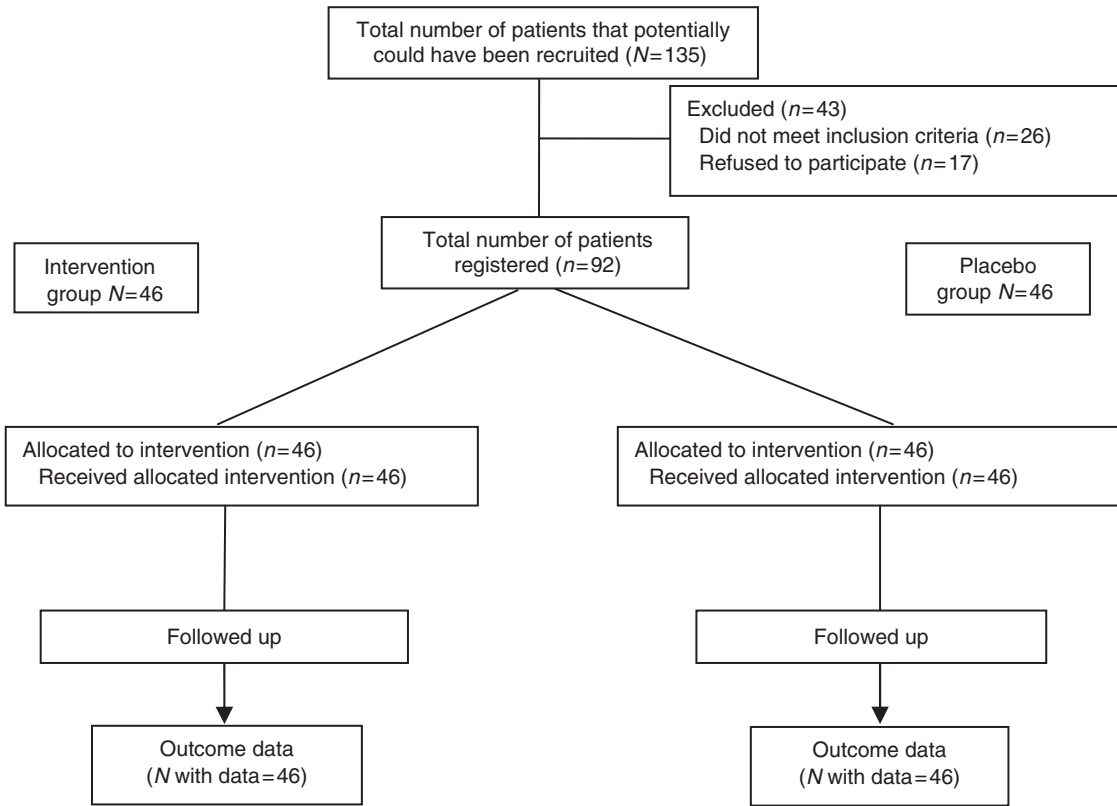 Total number of patients that potentially
could have been recruited (N=135)
Excluded (n=43)
Did not meet inclusion criteria (n=26)
Refused to participate (n=17)
Total number of patients
registered (n=92)
Intervention
group N=46
Placebo
group N=46
Allocated to intervention (n=46)
Received allocated intervention (n=46)
Allocated to intervention (n=46)
Received allocated intervention (n=46)
Followed up
Followed up
Outcome data
(N with data=46)
Outcome data
(N with data=46)